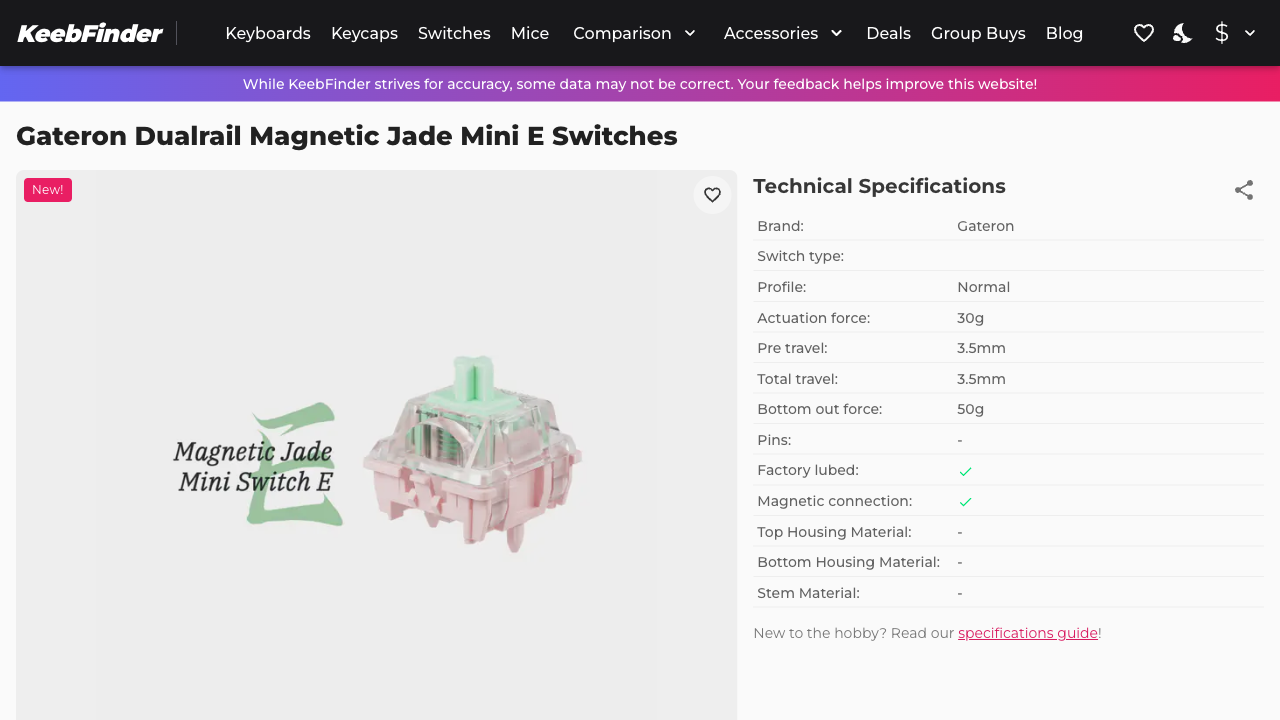 KeebFinder
Keyboards Keycaps Switches Mice Comparison Accessories Deals Group Buys Blog $
While KeebFinder strives for accuracy, some data may not be correct. Your feedback helps improve this website!
Gateron Dualrail Magnetic Jade Mini E Switches
New!
Magnetic Jade
Mini Switch E
Technical Specifications
Brand: Gateron
Switch type:
Profile: Normal
Actuation force: 30g
Pre travel: 3.5mm
Total travel: 3.5mm
Bottom out force: 50g
Pins: -
Factory lubed:
Magnetic connection:
Top Housing Material: -
Bottom Housing Material: -
Stem Material: -
New to the hobby? Read our specifications guide!